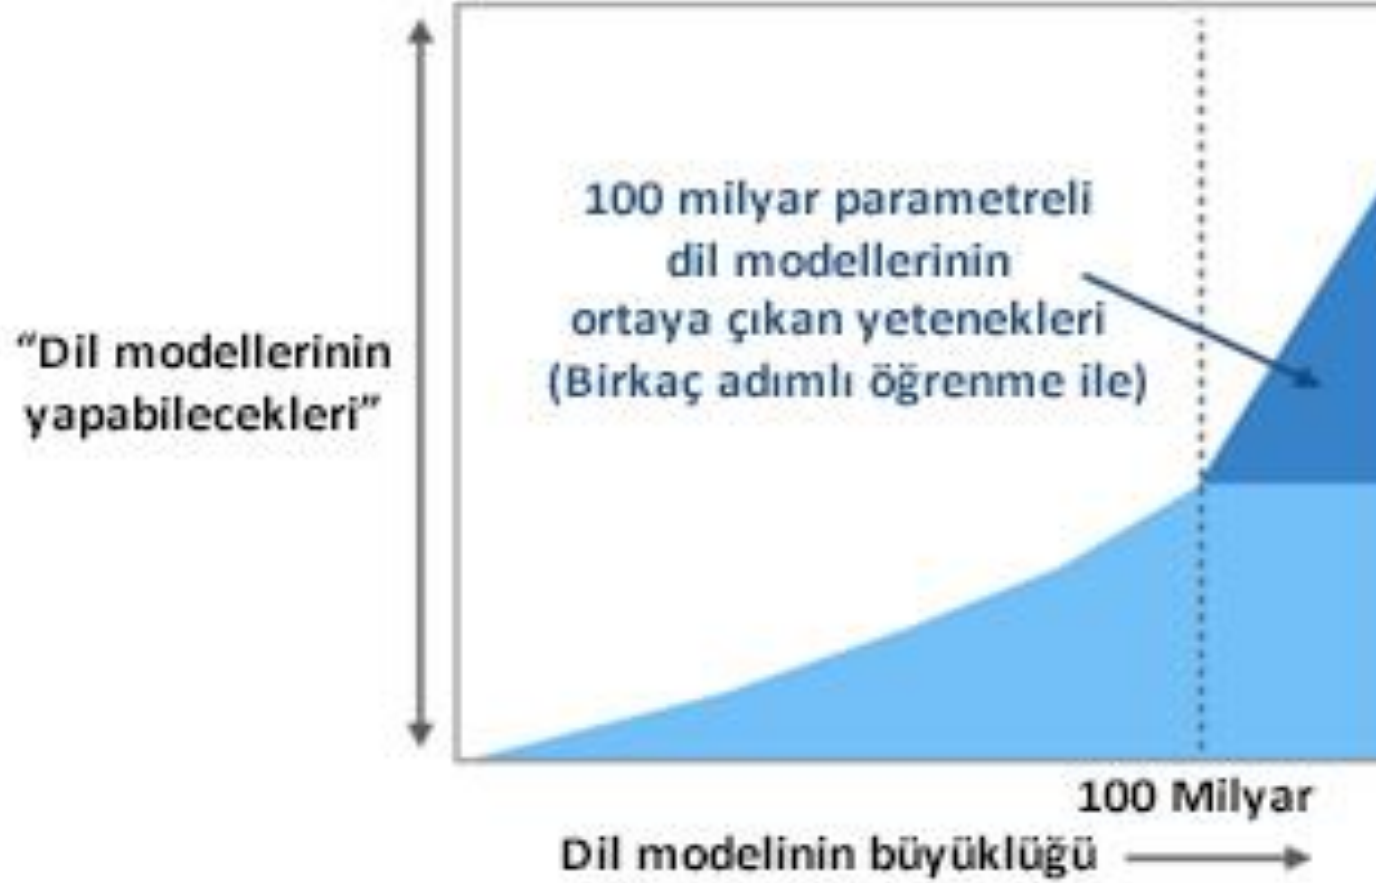 100 milyar parametreli
dil modellerinin
ortaya çıkan yetenekleri
(Birkaç adımlı öğrenme ile)
“Dil modellerinin
yapabilecekleri”
100 Milyar
Dil modelinin büyüklüğü